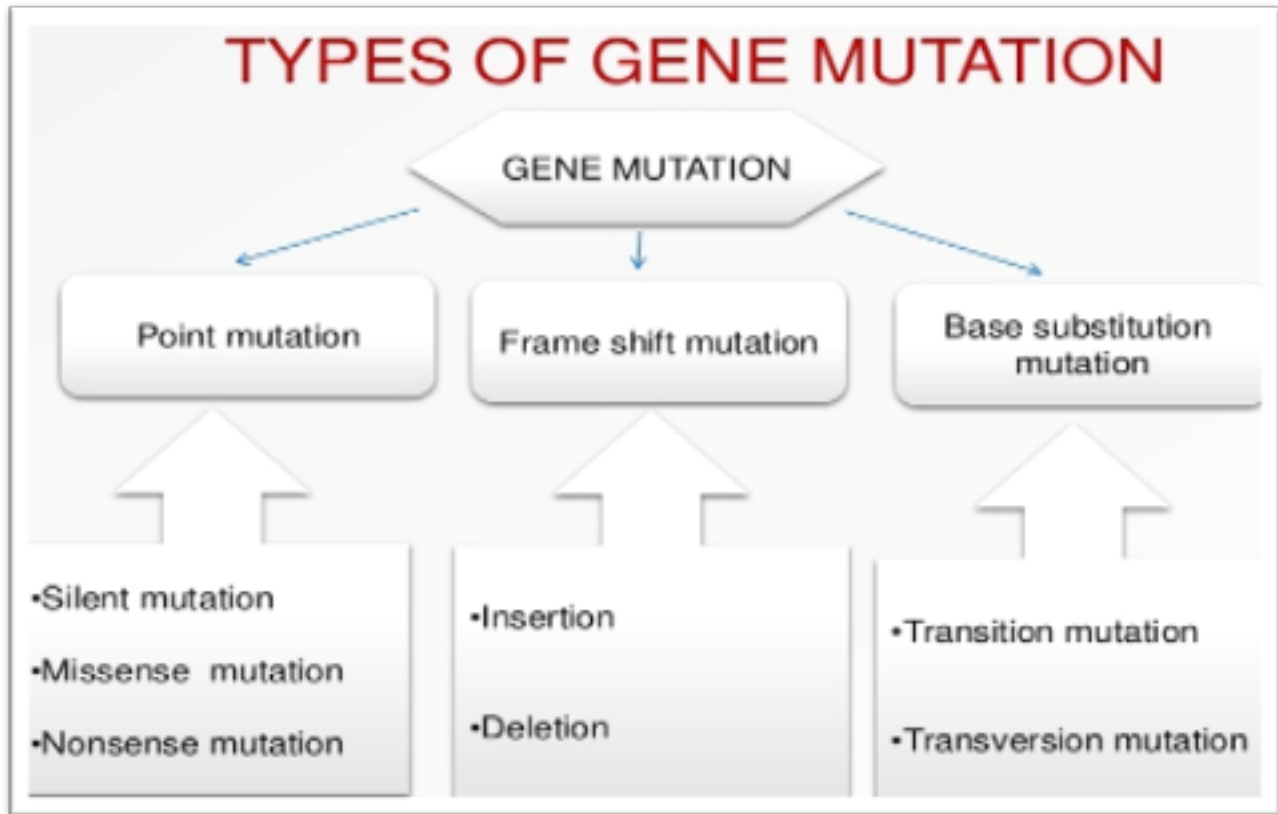 TYPES OF GENE MUTATION
GENE MUTATION
Point mutation
Frame shift mutation
Base substitution
mutation
•Silent mutation
•Missense mutation
•Nonsense mutation
•Insertion
•Deletion
•Transition mutation
•Transversion mutation